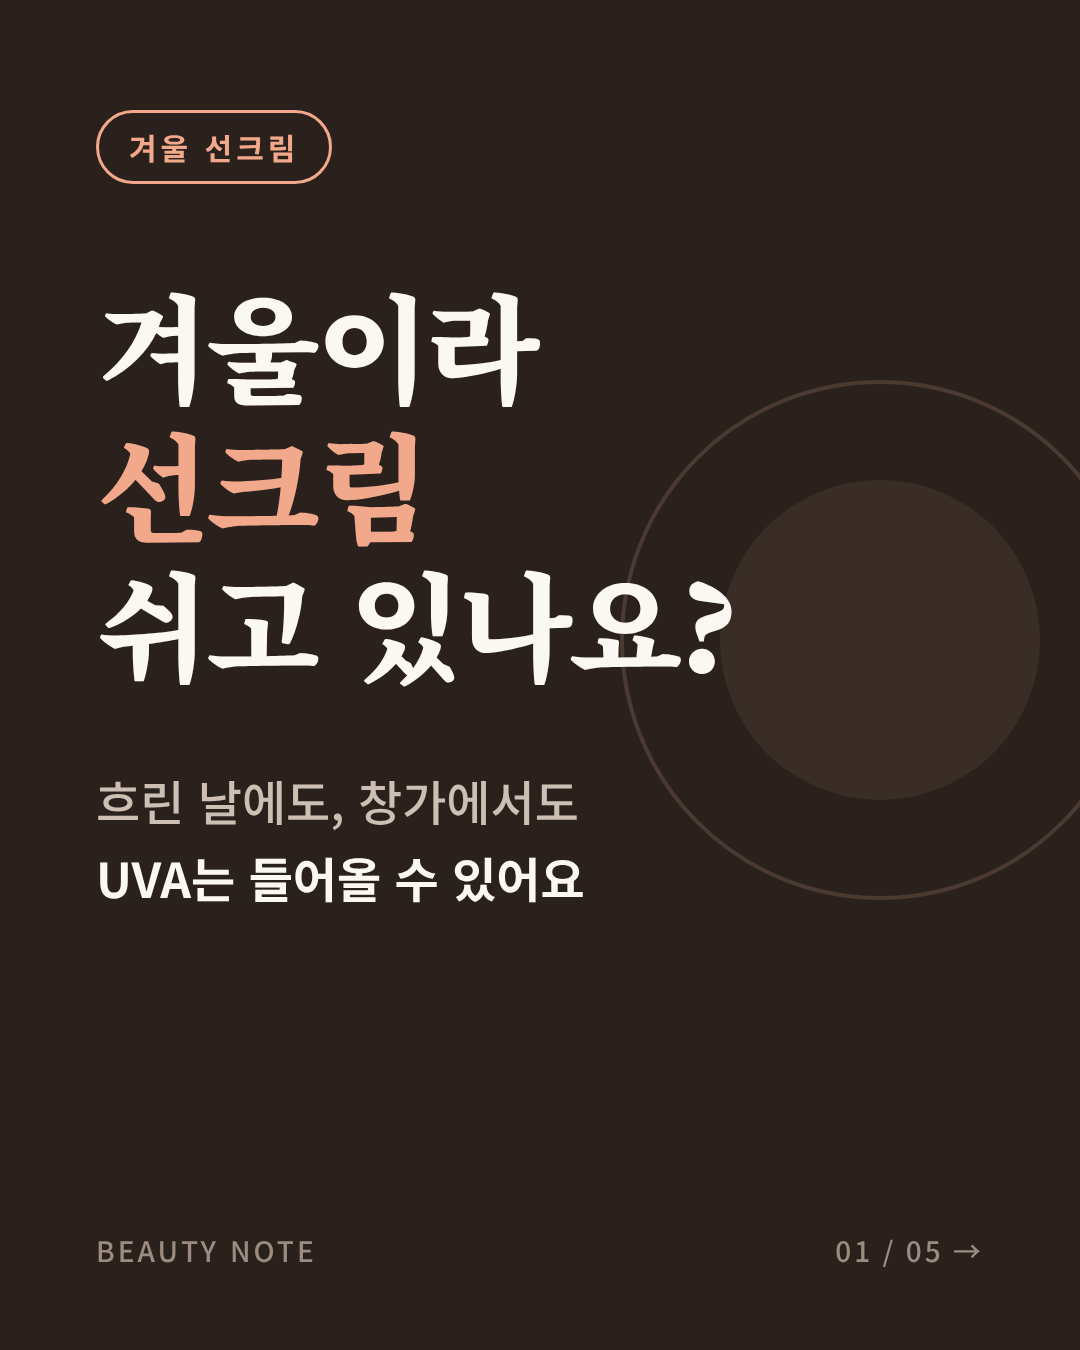 겨울 선크림
겨울이라
선크림
쉬고 있나요?
흐린 날에도, 창가에서도
UVA는 들어올 수 있어요
BEAUTY NOTE
01 / 05 →